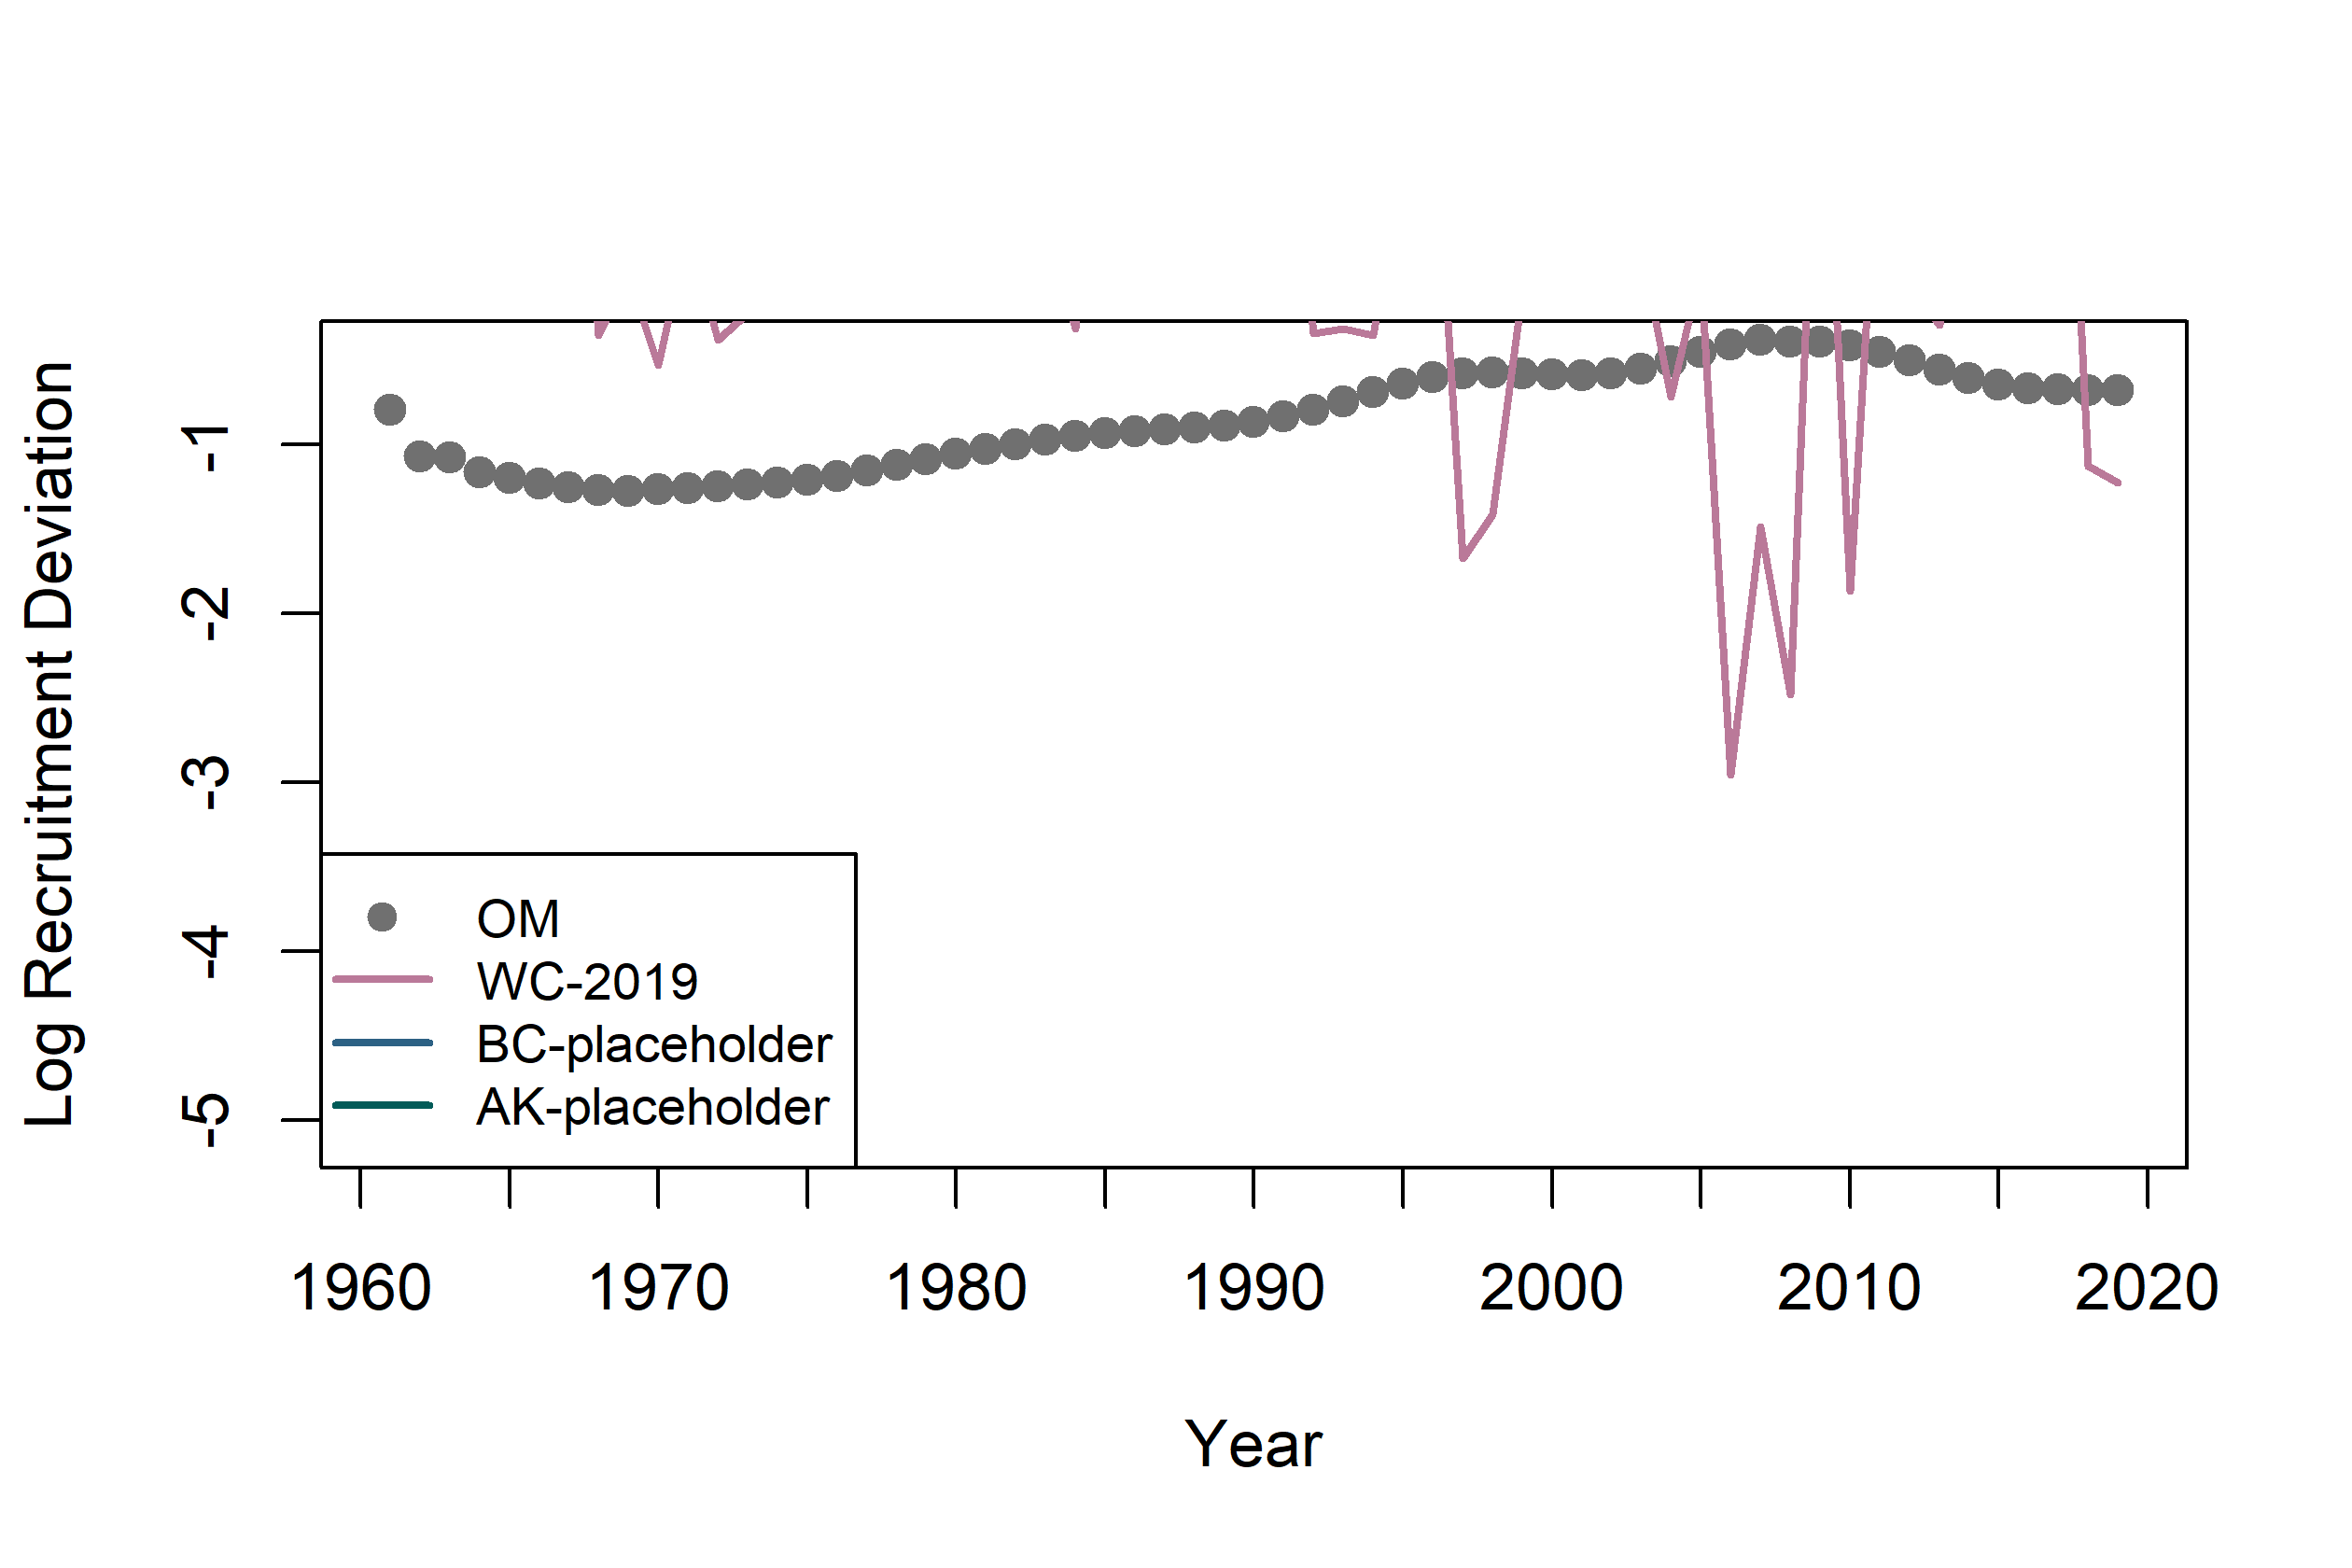 Log Recruitment Deviation
-1
-2
-3
-4
-5
OM
WC-2019
BC-placeholder
AK-placeholder
1960 1970 1980 1990 2000 2010 2020
Year